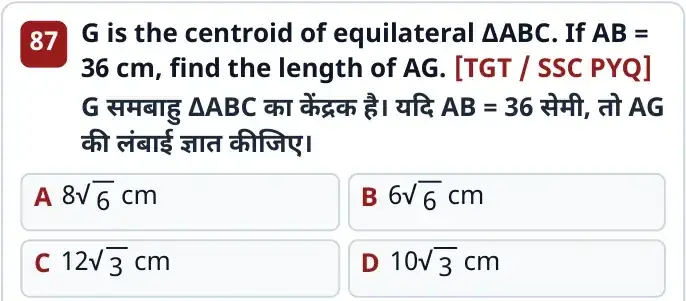 87 G is the centroid of equilateral ΔABC. If AB =
36 cm, find the length of AG. [TGT / SSC PYQ]
G समबाहु ΔABC का केंद्रक है। यदि AB = 36 सेमी, तो AG
की लंबाई ज्ञात कीजिए।
A 8√6 cm
B 6√6 cm
C 12√3 cm
D 10√3 cm